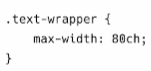 .text-wrapper {
    max-width: 80ch;
}